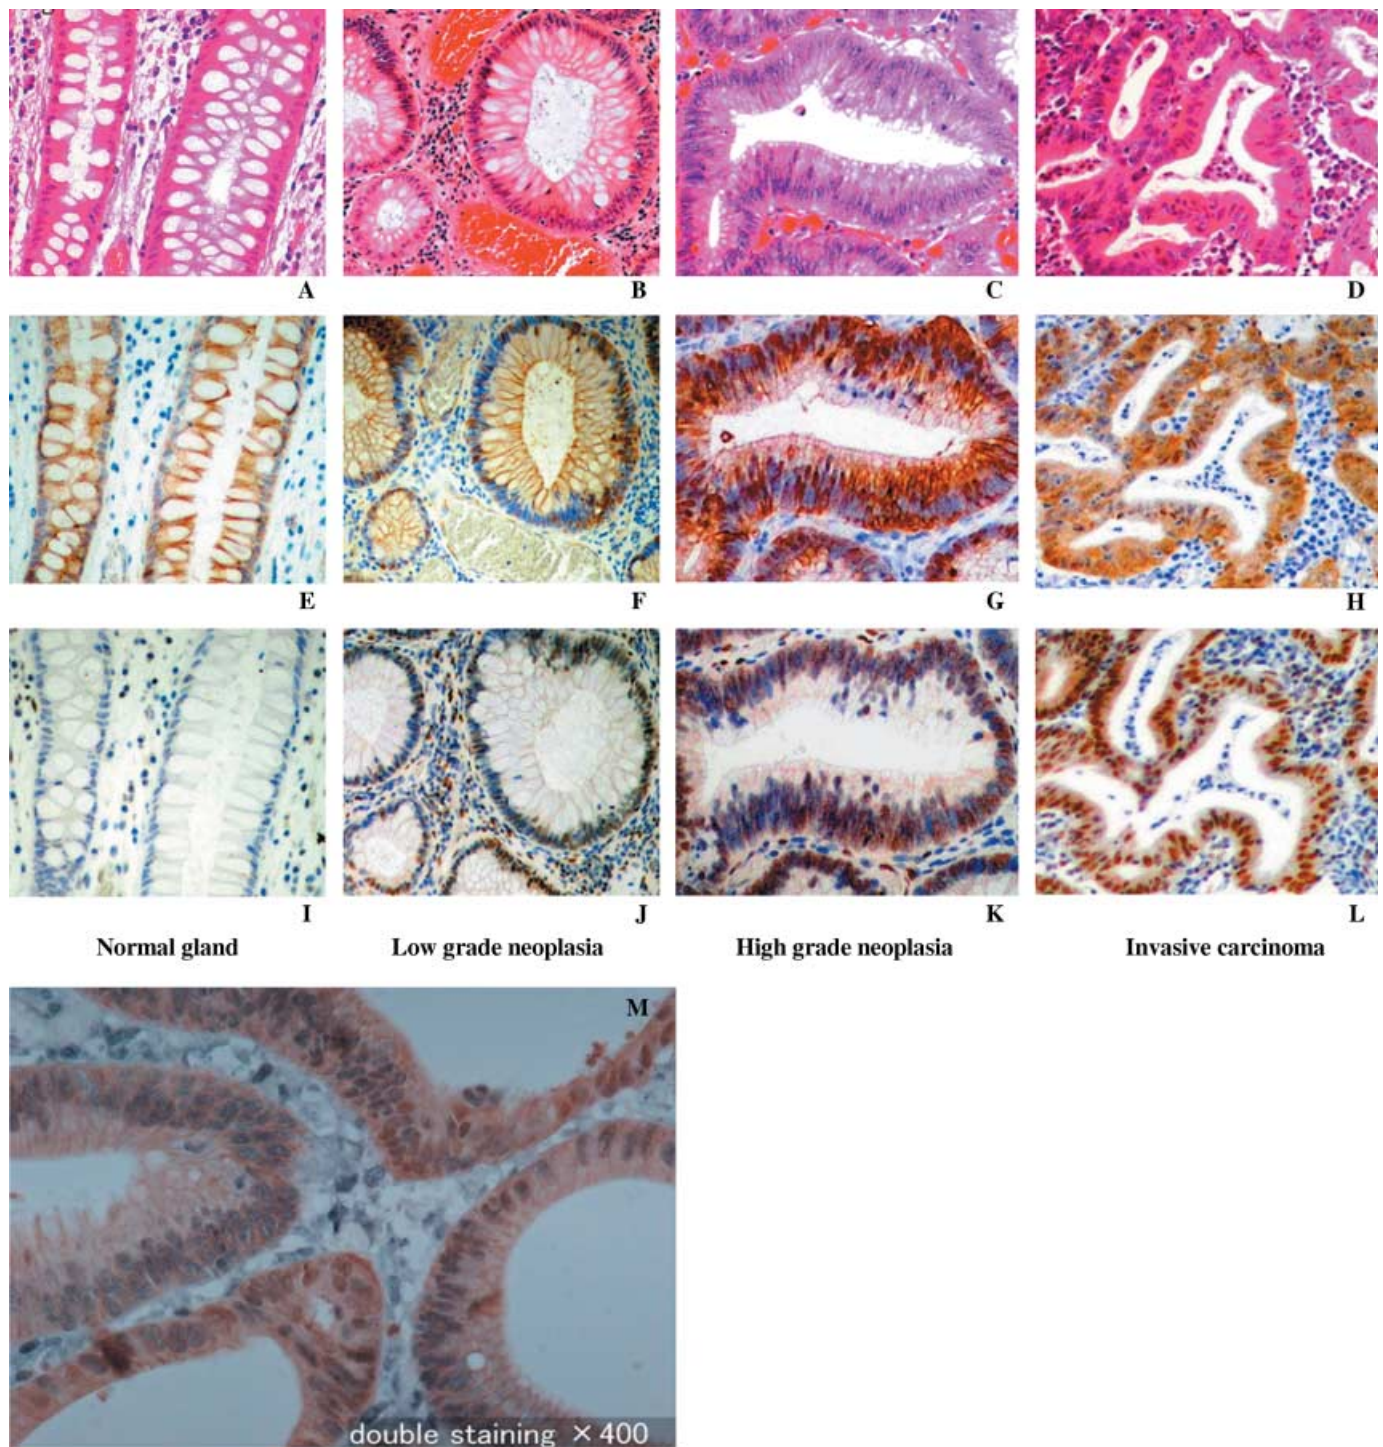 A B C D
E F G H
I J K L
Normal gland Low grade neoplasia High grade neoplasia Invasive carcinoma
M
double staining ×400